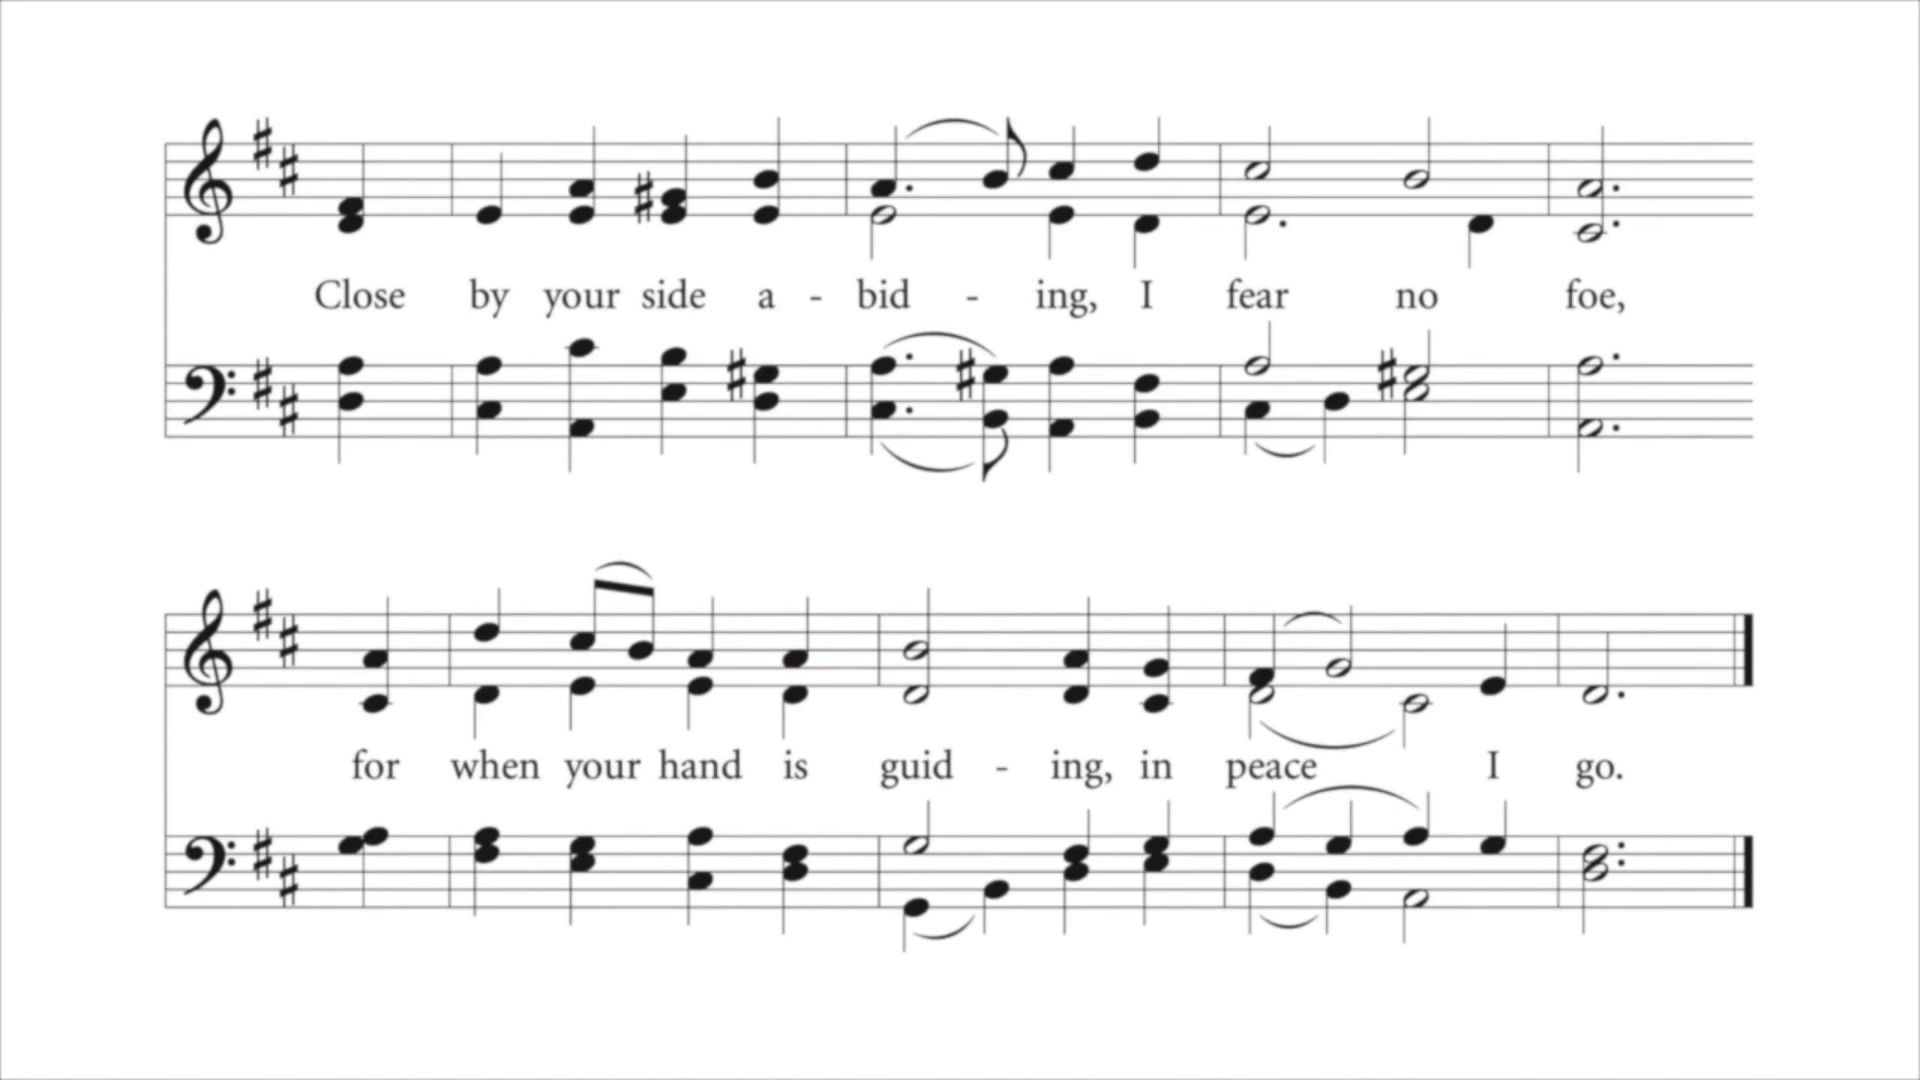 Close by your side a - bid - ing, I fear no foe,
for when your hand is guid - ing, in peace I go.